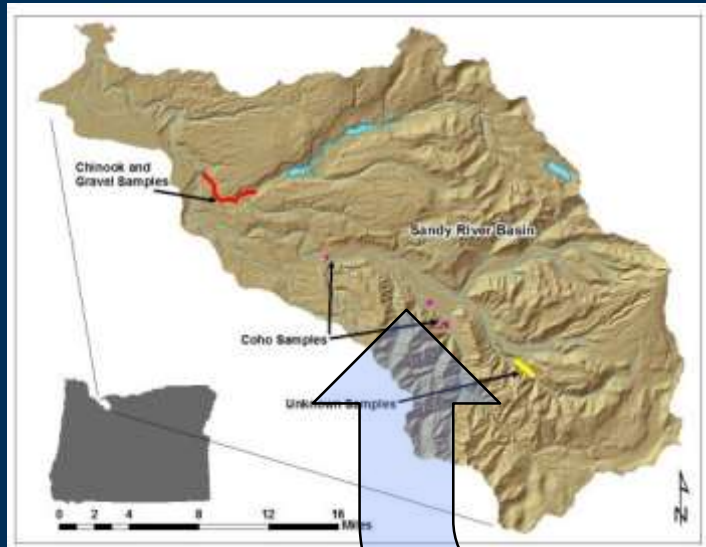 Chinook and
Gravel Samples
Sandy River Basin
Coho Samples
Unknown Samples
0 2 4 8 12 16
Miles
N